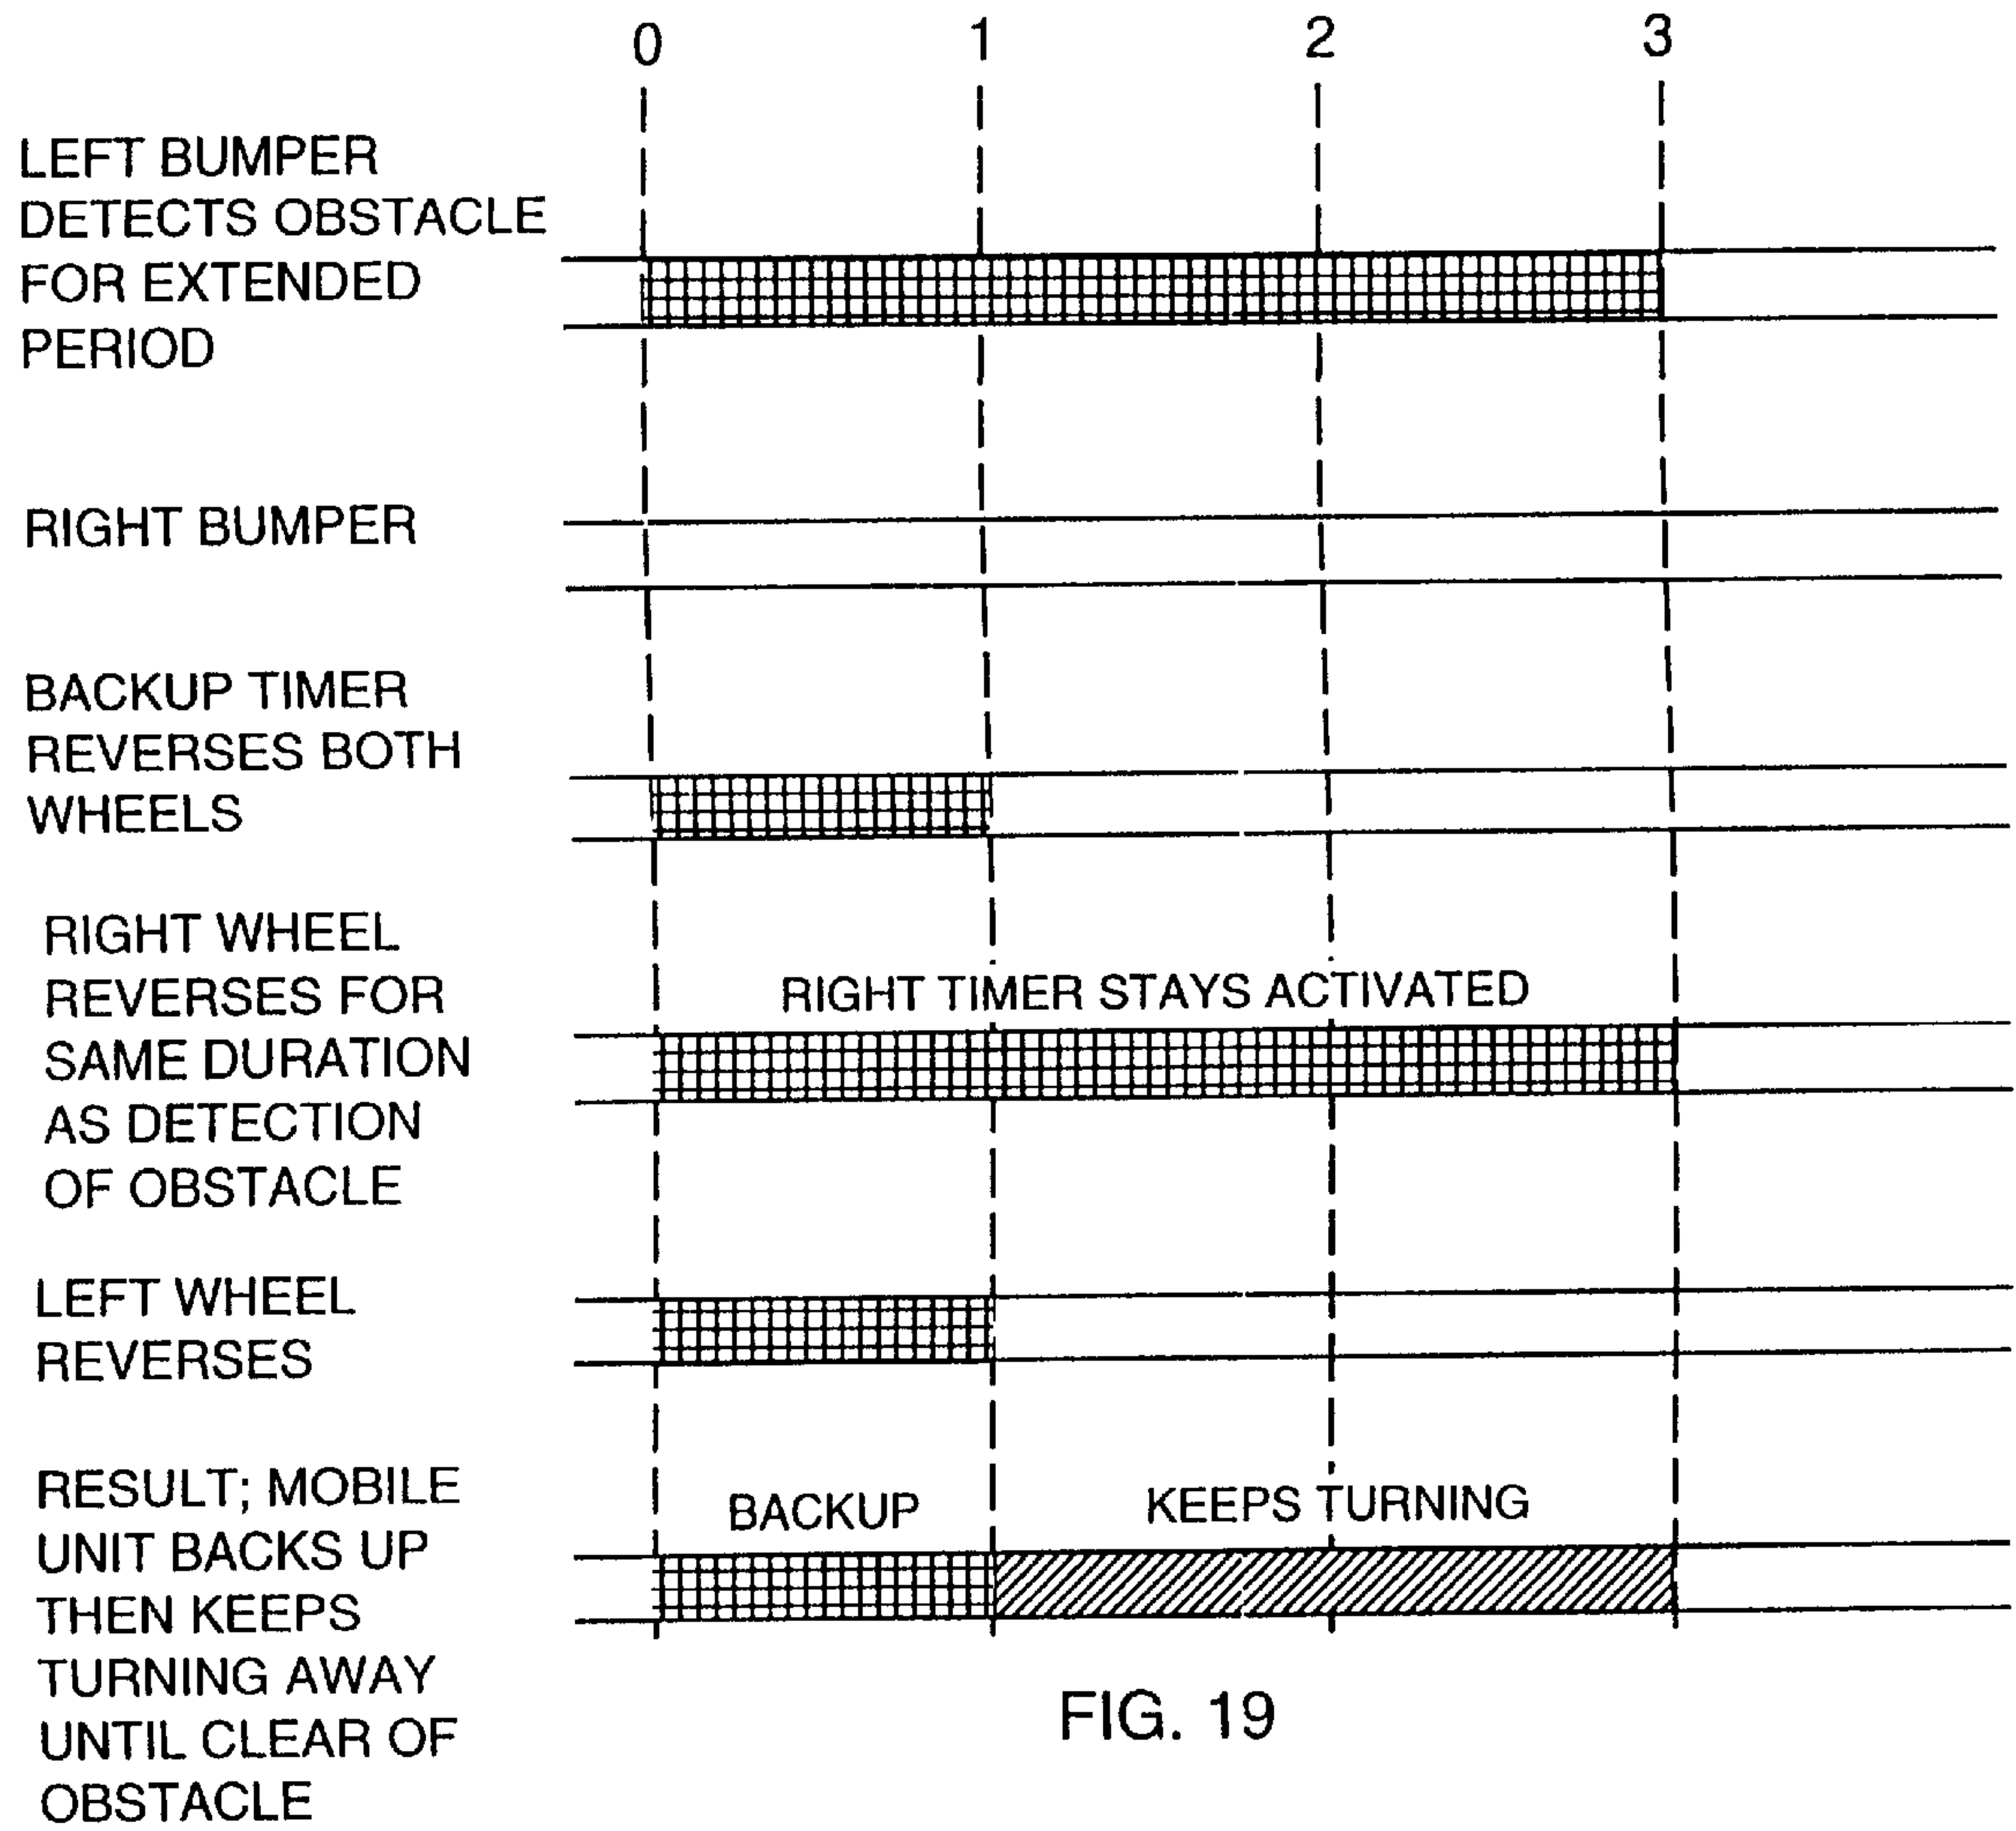 0 1 2 3
LEFT BUMPER
DETECTS OBSTACLE
FOR EXTENDED
PERIOD
RIGHT BUMPER
BACKUP TIMER
REVERSES BOTH
WHEELS
RIGHT WHEEL
REVERSES FOR
SAME DURATION
AS DETECTION
OF OBSTACLE
RIGHT TIMER STAYS ACTIVATED
LEFT WHEEL
REVERSES
RESULT; MOBILE
UNIT BACKS UP
THEN KEEPS
TURNING AWAY
UNTIL CLEAR OF
OBSTACLE
BACKUP
KEEPS TURNING
FIG. 19